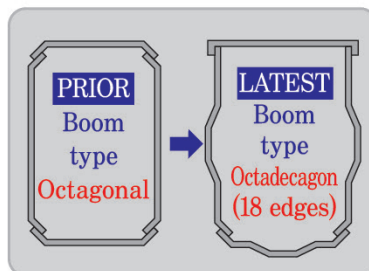 PRIOR
Boom
type
Octagonal
LATEST
Boom
type
Octadecagon
(18 edges)